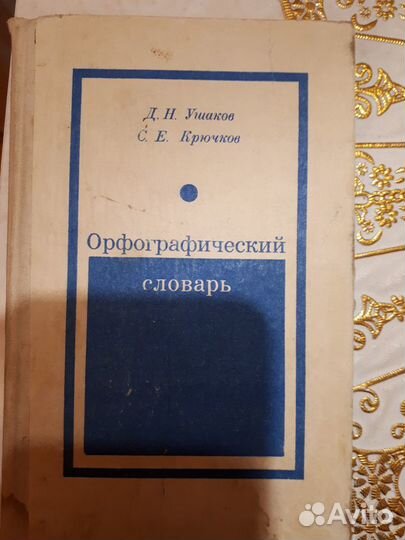 Д. Н. Ушаков
С. Е. Крючков
Орфографический
словарь
Avito